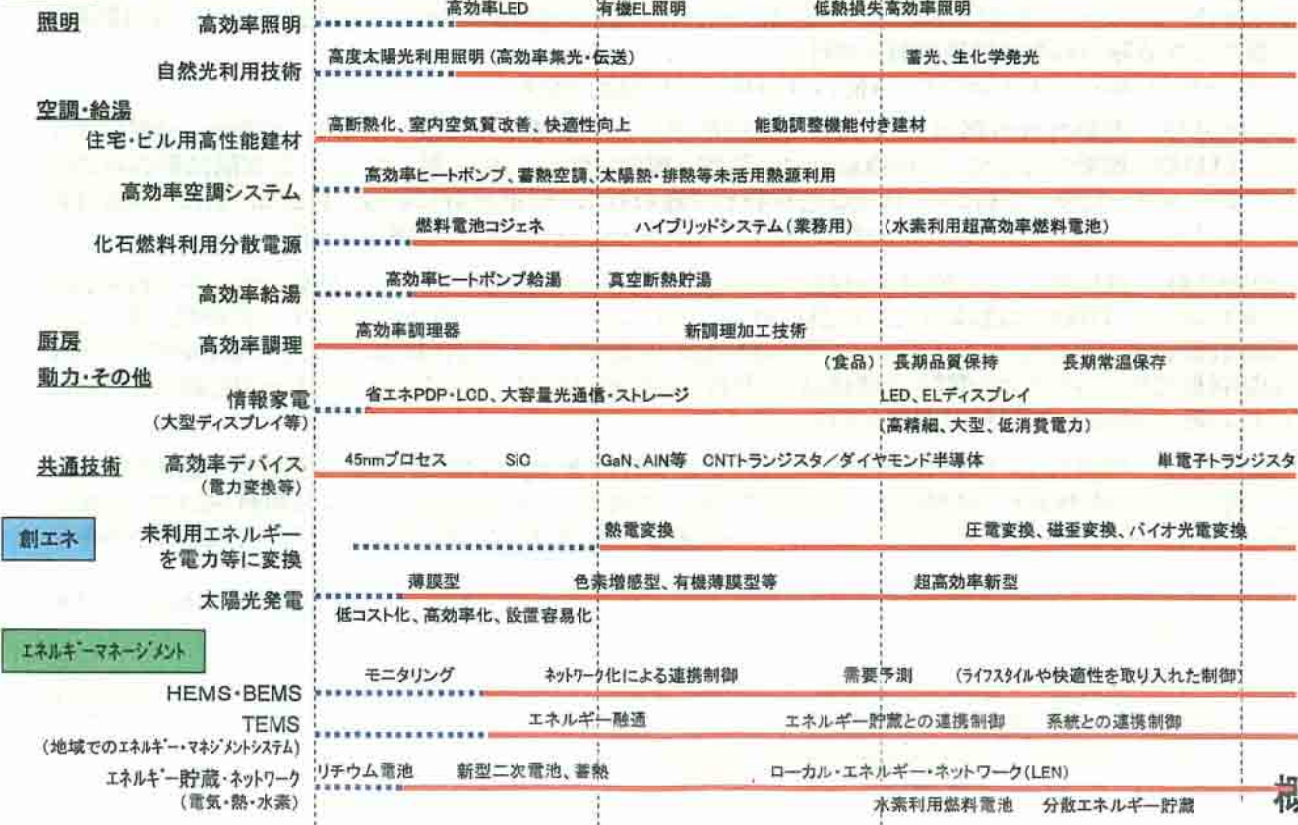 高効率LED 有機EL照明 低熱損失高効率照明
照明 高効率照明
自然光利用技術 高度太陽光利用照明(高効率集光・伝送) 蓄光、生化学発光
空調・給湯
住宅・ビル用高性能建材 高断熱化、室内空気質改善、快適性向上 能動調整機能付き建材
高効率空調システム 高効率ヒートポンプ、蓄熱空調、太陽熱・排熱等未活用熱源利用
化石燃料利用分散電源 燃料電池コジェネ ハイブリッドシステム(業務用) (水素利用超高効率燃料電池)
高効率給湯 高効率ヒートポンプ給湯 真空断熱貯湯
厨房 高効率調理 高効率調理器 新調理加工技術
(食品) 長期品質保持 長期常温保存
動力・その他
情報家電 省エネPDP・LCD、大容量光通信・ストレージ LED、ELディスプレイ
(大型ディスプレイ等) (高精細、大型、低消費電力)
共通技術 高効率デバイス 45nmプロセス SiC GaN、AlN等 CNTトランジスタ/ダイヤモンド半導体 単電子トランジスタ
(電力変換等)
創エネ 未利用エネルギー 熱電変換 圧電変換、磁歪変換、バイオ光電変換
を電力等に変換
太陽光発電 薄膜型 色素増感型、有機薄膜型等 超高効率新型
低コスト化、高効率化、設置容易化
エネルギーマネージメント
HEMS・BEMS モニタリング ネットワーク化による連携制御 需要予測 (ライフスタイルや快適性を取り入れた制御)
TEMS エネルギー融通 エネルギー貯蔵との連携制御 系統との連携制御
(地域でのエネルギー・マネジメントシステム)
エネルギー貯蔵・ネットワーク リチウム電池 新型二次電池、蓄熱 ローカル・エネルギー・ネットワーク(LEN)
(電気・熱・水素) 水素利用燃料電池 分散エネルギー貯蔵